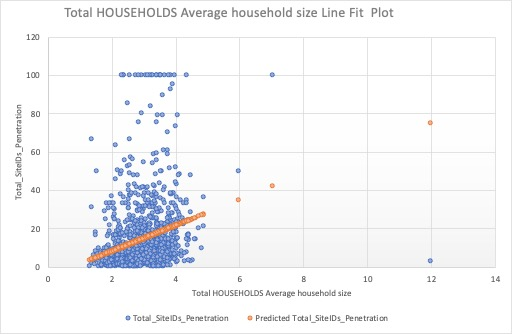 Total HOUSEHOLDS Average household size Line Fit  Plot
120
100
80
60
40
20
0
Total_SiteIDs_Penetration
0 2 4 6 8 10 12 14
Total HOUSEHOLDS Average household size
Total_SiteIDs_Penetration Predicted Total_SiteIDs_Penetration